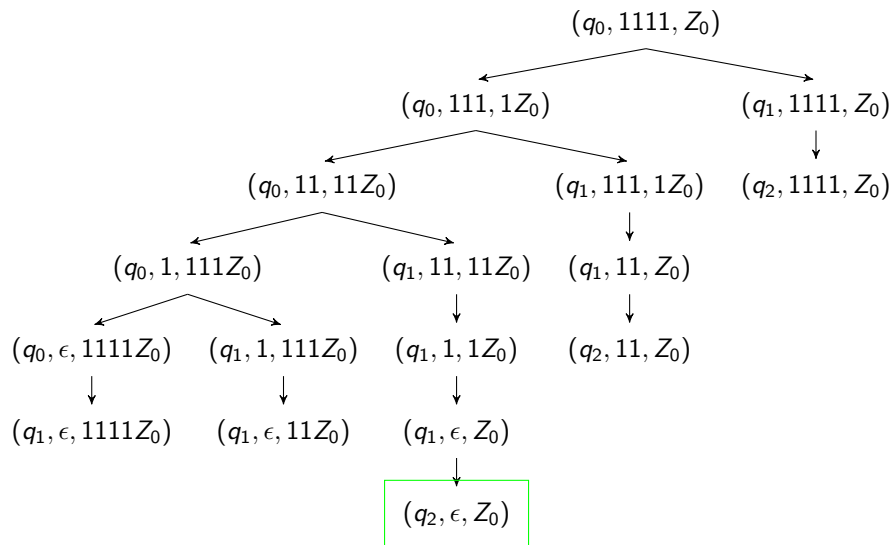 (q₀, 1111, Z₀)
(q₀, 111, 1Z₀) (q₁, 1111, Z₀)
(q₀, 11, 11Z₀) (q₁, 111, 1Z₀) (q₂, 1111, Z₀)
(q₀, 1, 111Z₀) (q₁, 11, 11Z₀) (q₁, 11, Z₀)
(q₀, ϵ, 1111Z₀) (q₁, 1, 111Z₀) (q₁, 1, 1Z₀) (q₂, 11, Z₀)
(q₁, ϵ, 1111Z₀) (q₁, ϵ, 11Z₀) (q₁, ϵ, Z₀)
(q₂, ϵ, Z₀)